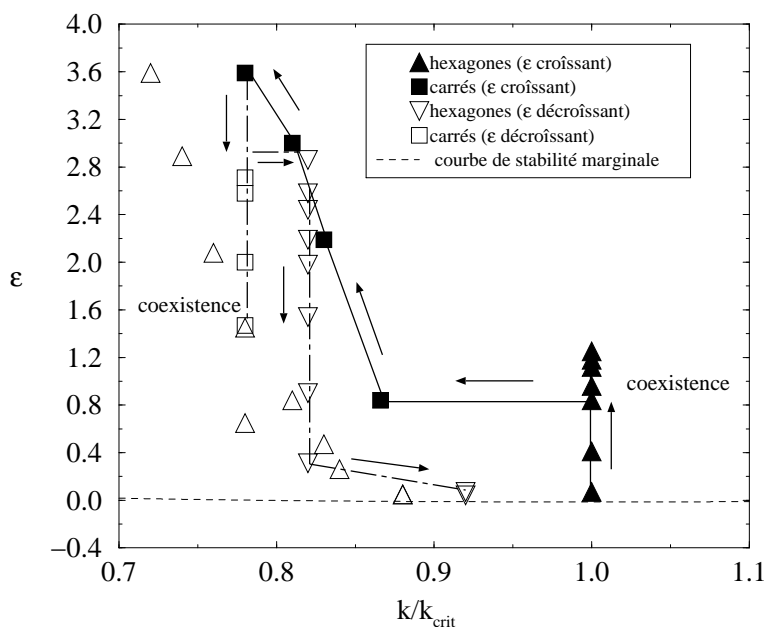 4.0
3.6
3.2
2.8
2.4
2.0
1.6
1.2
0.8
0.4
0.0
−0.4
ε
hexagones (ε croîssant)
carrés (ε croîssant)
hexagones (ε décroîssant)
carrés (ε décroîssant)
courbe de stabilité marginale
coexistence
coexistence
0.7 0.8 0.9 1.0 1.1
k/k_crit